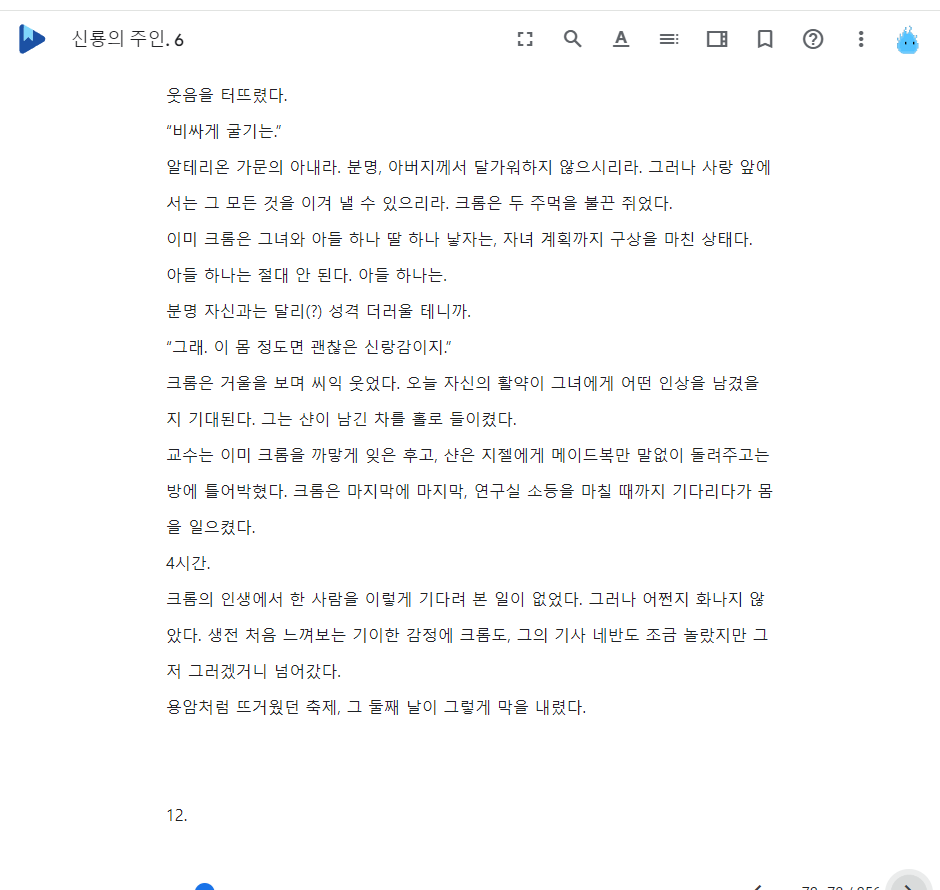 신룡의 주인. 6
웃음을 터뜨렸다.
“비싸게 굴기는.”
알테리온 가문의 아내라. 분명, 아버지께서 달가워하지 않으시리라. 그러나 사랑 앞에
서는 그 모든 것을 이겨 낼 수 있으리라. 크롬은 두 주먹을 불끈 쥐었다.
이미 크롬은 그녀와 아들 하나 딸 하나 낳자는, 자녀 계획까지 구상을 마친 상태다.
아들 하나는 절대 안 된다. 아들 하나는.
분명 자신과는 달리(?) 성격 더러울 테니까.
“그래. 이 몸 정도면 괜찮은 신랑감이지.”
크롬은 거울을 보며 씨익 웃었다. 오늘 자신의 활약이 그녀에게 어떤 인상을 남겼을
지 기대된다. 그는 샨이 남긴 차를 홀로 들이켰다.
교수는 이미 크롬을 까맣게 잊은 후고, 샨은 지젤에게 메이드복만 말없이 돌려주고는
방에 틀어박혔다. 크롬은 마지막에 마지막, 연구실 소등을 마칠 때까지 기다리다가 몸
을 일으켰다.
4시간.
크롬의 인생에서 한 사람을 이렇게 기다려 본 일이 없었다. 그러나 어쩐지 화나지 않
았다. 생전 처음 느껴보는 기이한 감정에 크롬도, 그의 기사 네반도 조금 놀랐지만 그
저 그러겠거니 넘어갔다.
용암처럼 뜨거웠던 축제, 그 둘째 날이 그렇게 막을 내렸다.
12.